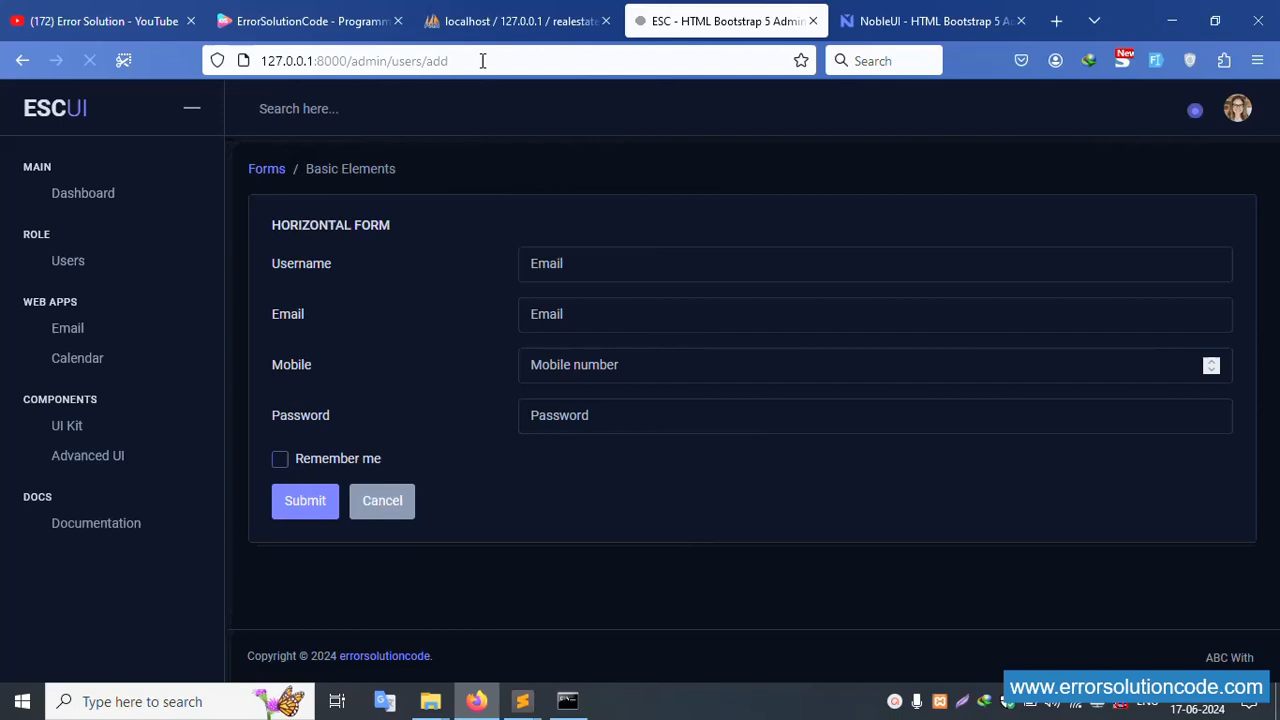 (172) Error Solution - YouTube
ErrorSolutionCode - Programm
localhost / 127.0.0.1 / realestate
ESC - HTML Bootstrap 5 Admin
NobleUI - HTML Bootstrap 5 A
127.0.0.1:8000/admin/users/add
Search
New
ESCUI
Search here...
MAIN
Dashboard
ROLE
Users
WEB APPS
Email
Calendar
COMPONENTS
UI Kit
Advanced UI
DOCS
Documentation
Forms / Basic Elements
HORIZONTAL FORM
Username
Email
Email
Email
Mobile
Mobile number
Password
Password
Remember me
Submit
Cancel
Copyright © 2024 errorsolutioncode.
ABC With
www.errorsolutioncode.com
Type here to search
17-06-2024